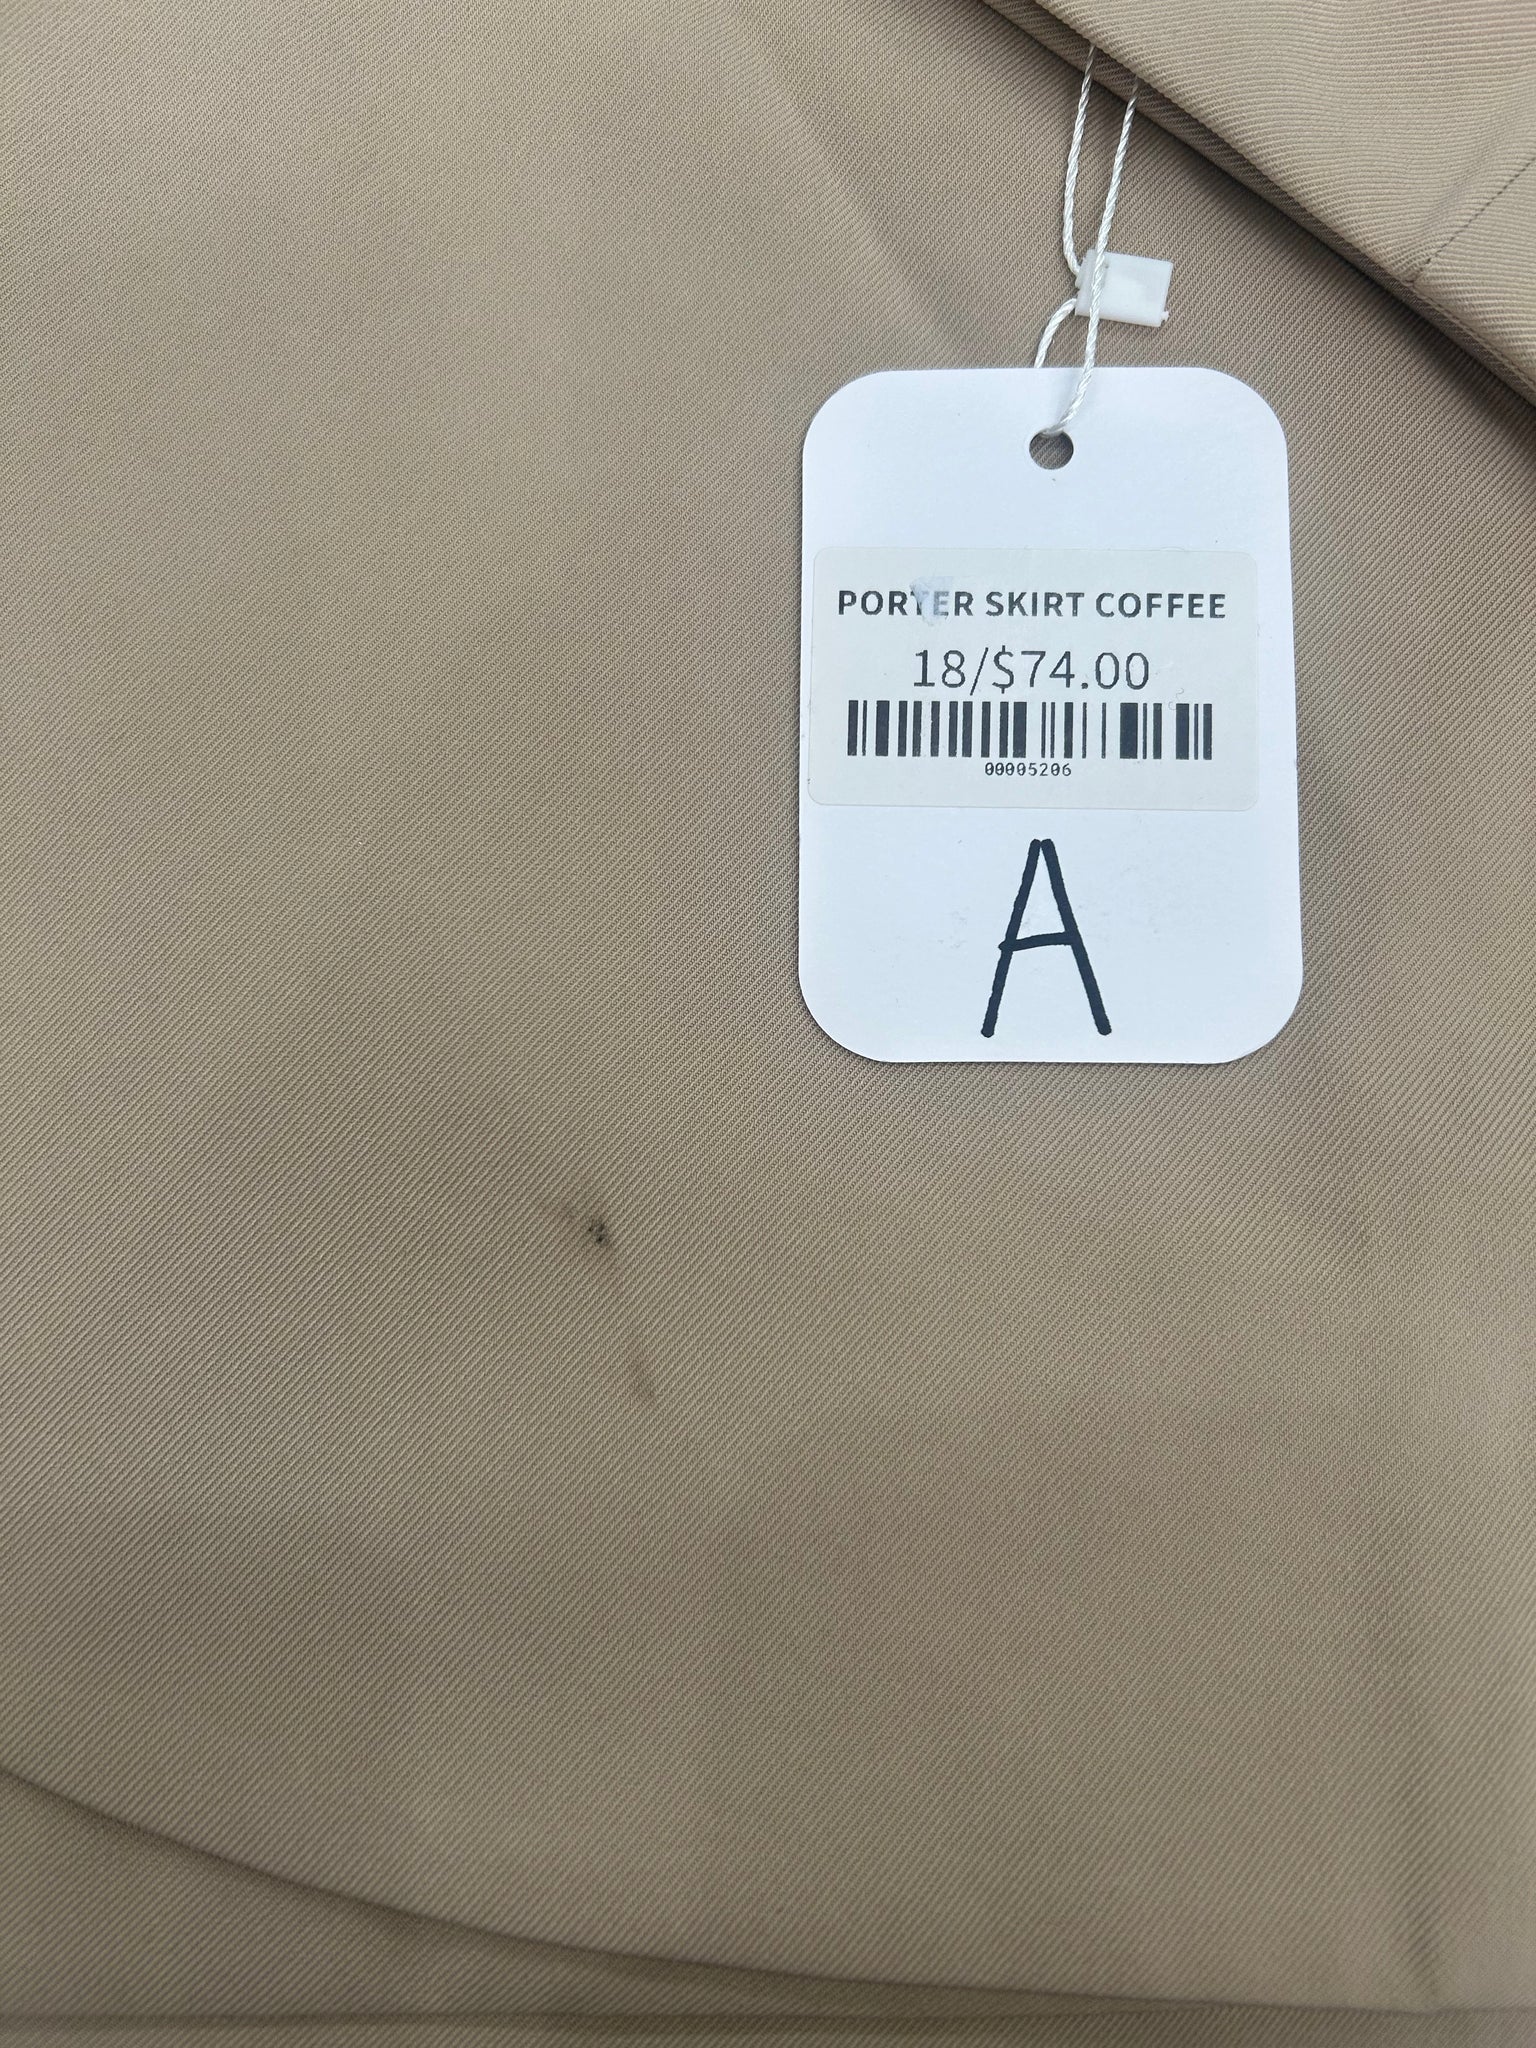 PORTER SKIRT COFFEE
18/$74.00
00005206
A